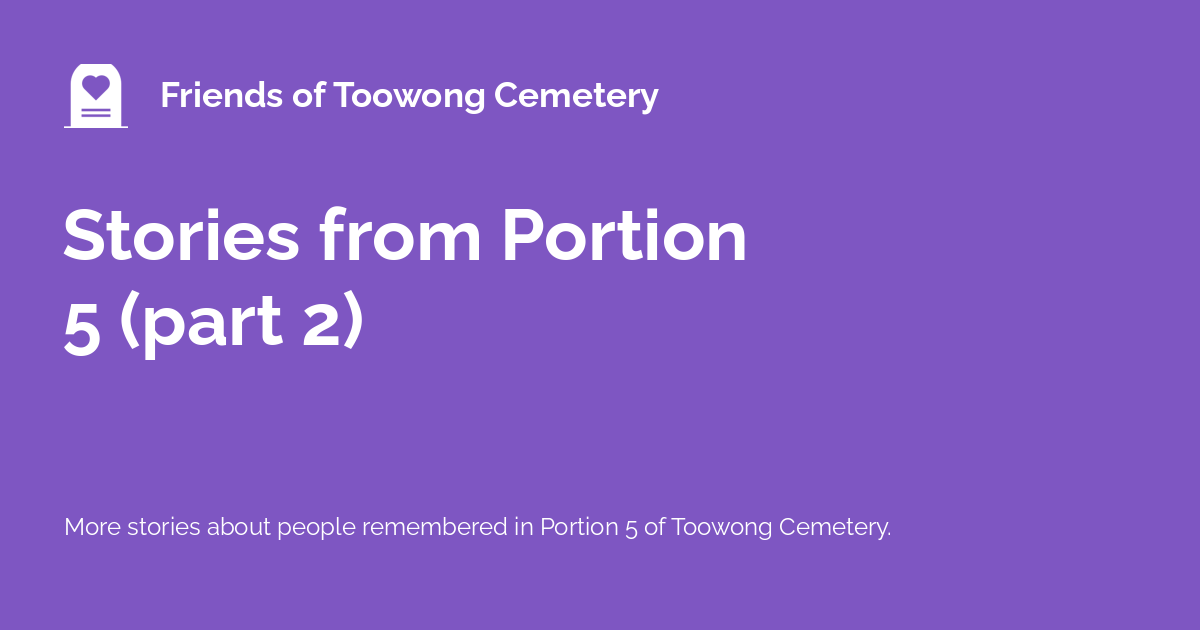 Friends of Toowong Cemetery
Stories from Portion
5 (part 2)
More stories about people remembered in Portion 5 of Toowong Cemetery.